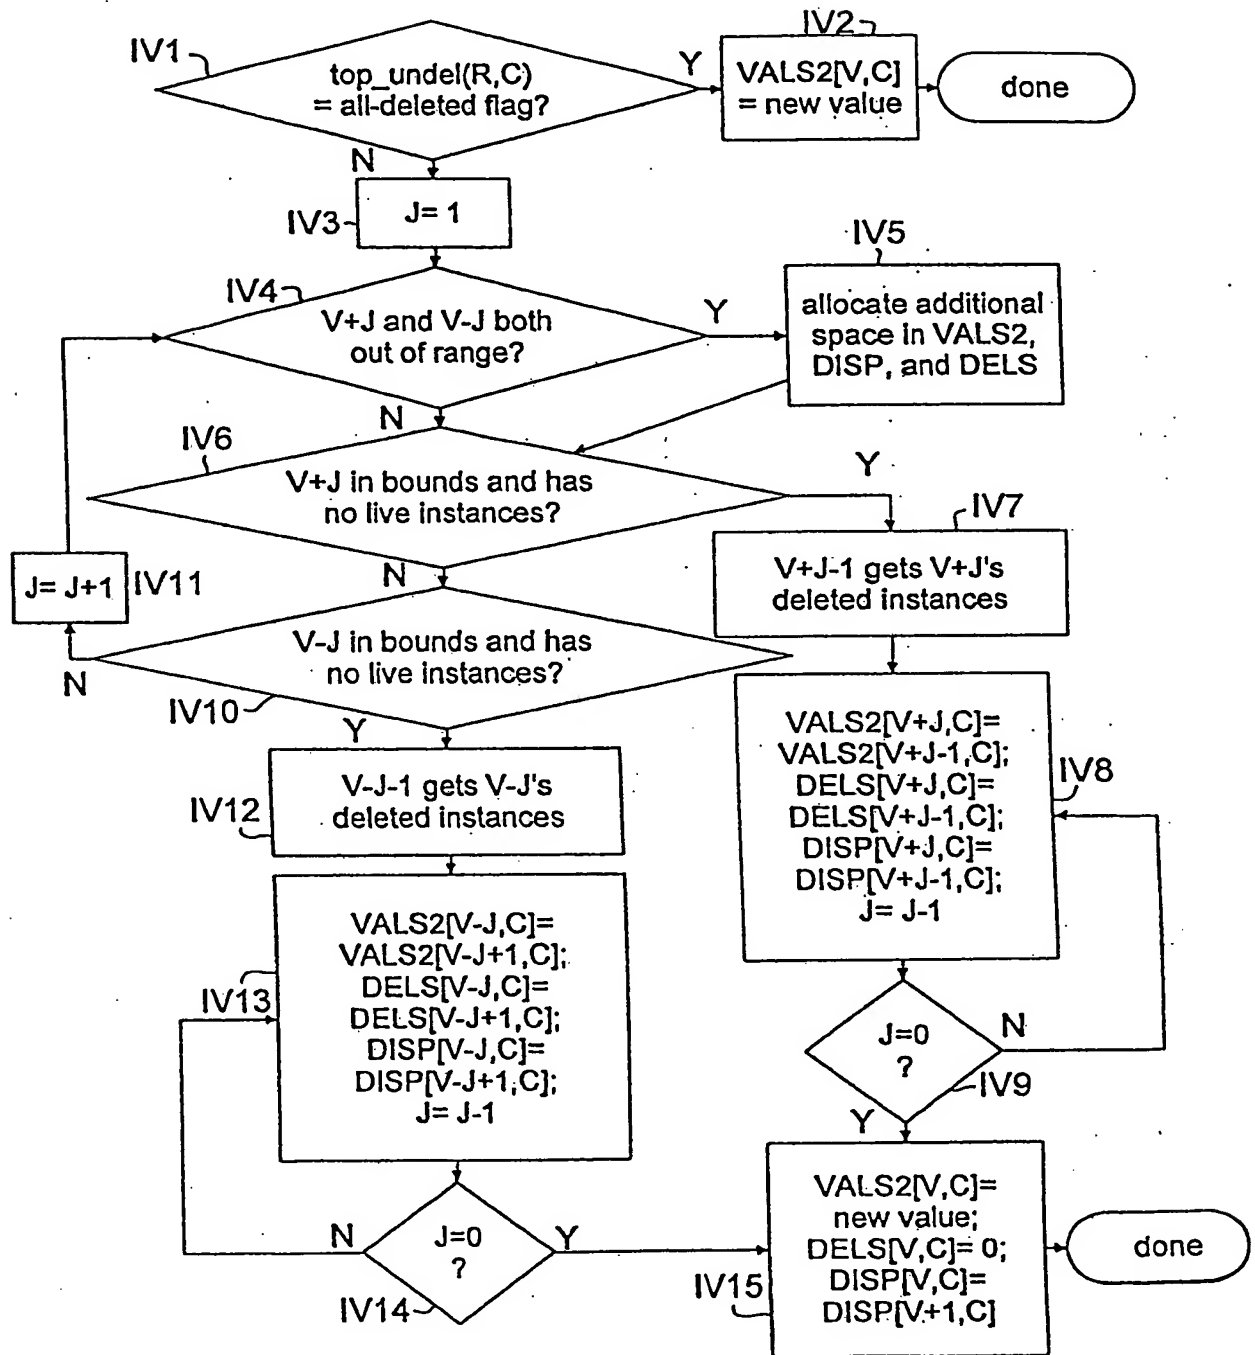 IV1
top_undel(R,C)
= all-deleted flag?
Y
IV2
VALS2[V,C]
= new value
done
N
IV3
J= 1
IV4
V+J and V-J both
out of range?
Y
IV5
allocate additional
space in VALS2,
DISP, and DELS
N
IV6
V+J in bounds and has
no live instances?
Y
IV7
V+J-1 gets V+J's
deleted instances
N
J= J+1
IV11
V-J in bounds and has
no live instances?
N
IV10
Y
VALS2[V+J,C]=
VALS2[V+J-1,C];
DELS[V+J,C]=
DELS[V+J-1,C];
DISP[V+J,C]=
DISP[V+J-1,C];
J= J-1
IV8
V-J-1 gets V-J's
deleted instances
IV12
VALS2[V-J,C]=
VALS2[V-J+1,C];
DELS[V-J,C]=
DELS[V-J+1,C];
DISP[V-J,C]=
DISP[V-J+1,C];
J= J-1
IV13
J=0
?
N
IV9
Y
J=0
?
N
Y
IV14
VALS2[V,C]=
new value;
DELS[V,C]= 0;
DISP[V,C]=
DISP[V+1,C]
IV15
done